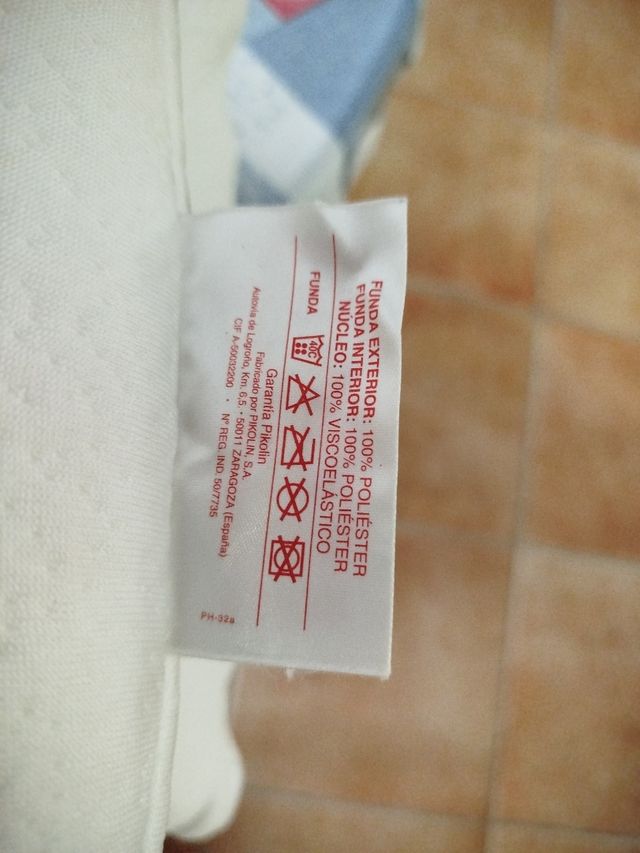 FUNDA EXTERIOR: 100% POLIÉSTER
FUNDA INTERIOR: 100% POLIÉSTER
NÚCLEO: 100% VISCOELÁSTICO
FUNDA
40C
Garantía Pikolin
Fabricado por PIKOLIN, S.A.
Autovía de Logroño, Km. 6,5. • 50011 ZARAGOZA (España)
CIF A-50032200 • Nº REG. IND. 50/7735
PH-32a